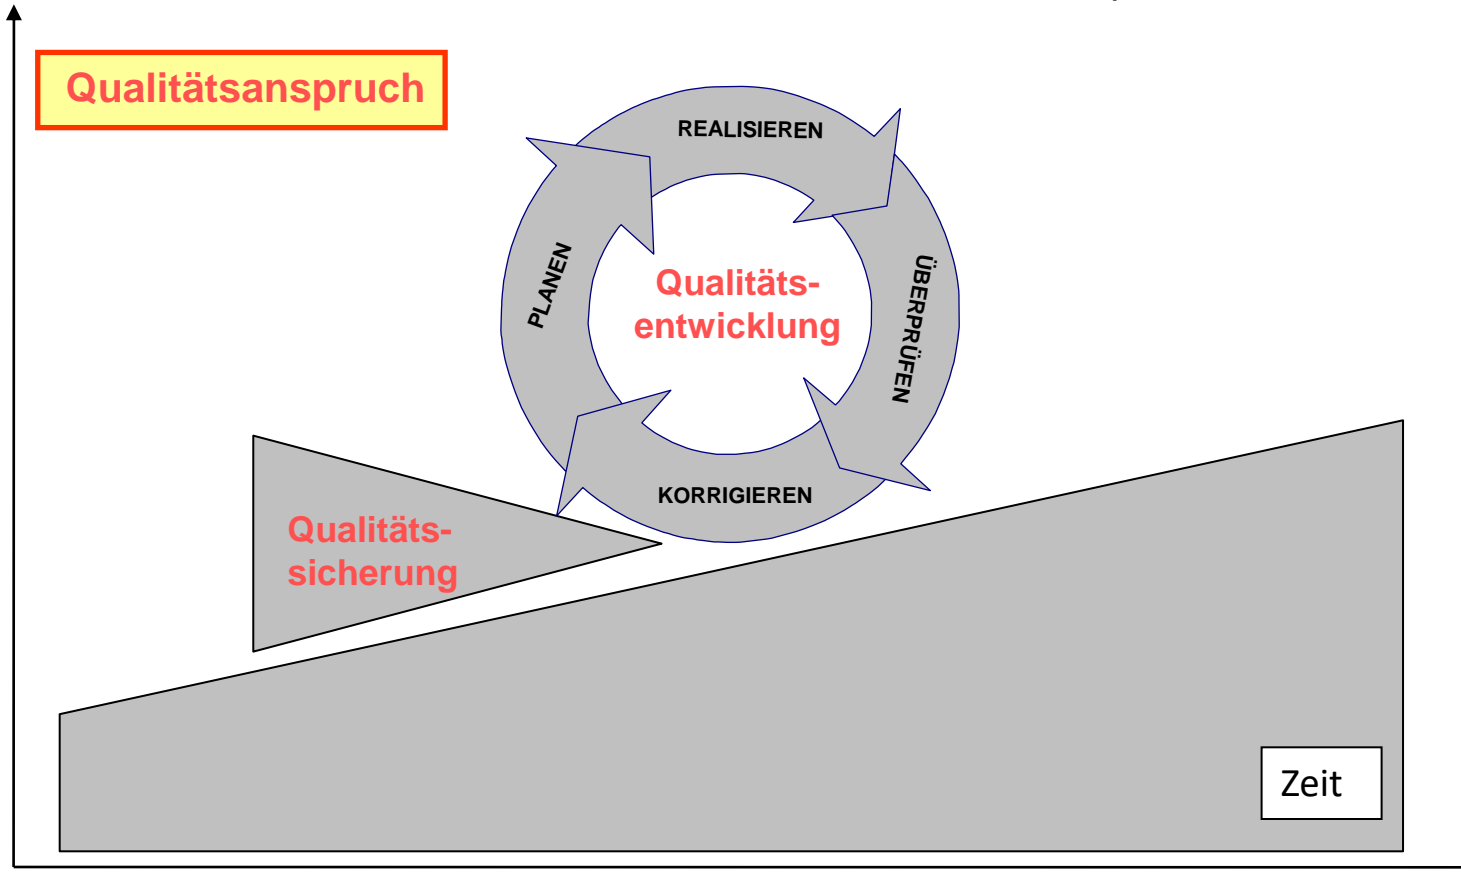 Qualitätsanspruch
REALISIEREN
PLANEN
Qualitäts-
entwicklung
ÜBERPRÜFEN
KORRIGIEREN
Qualitäts-
sicherung
Zeit